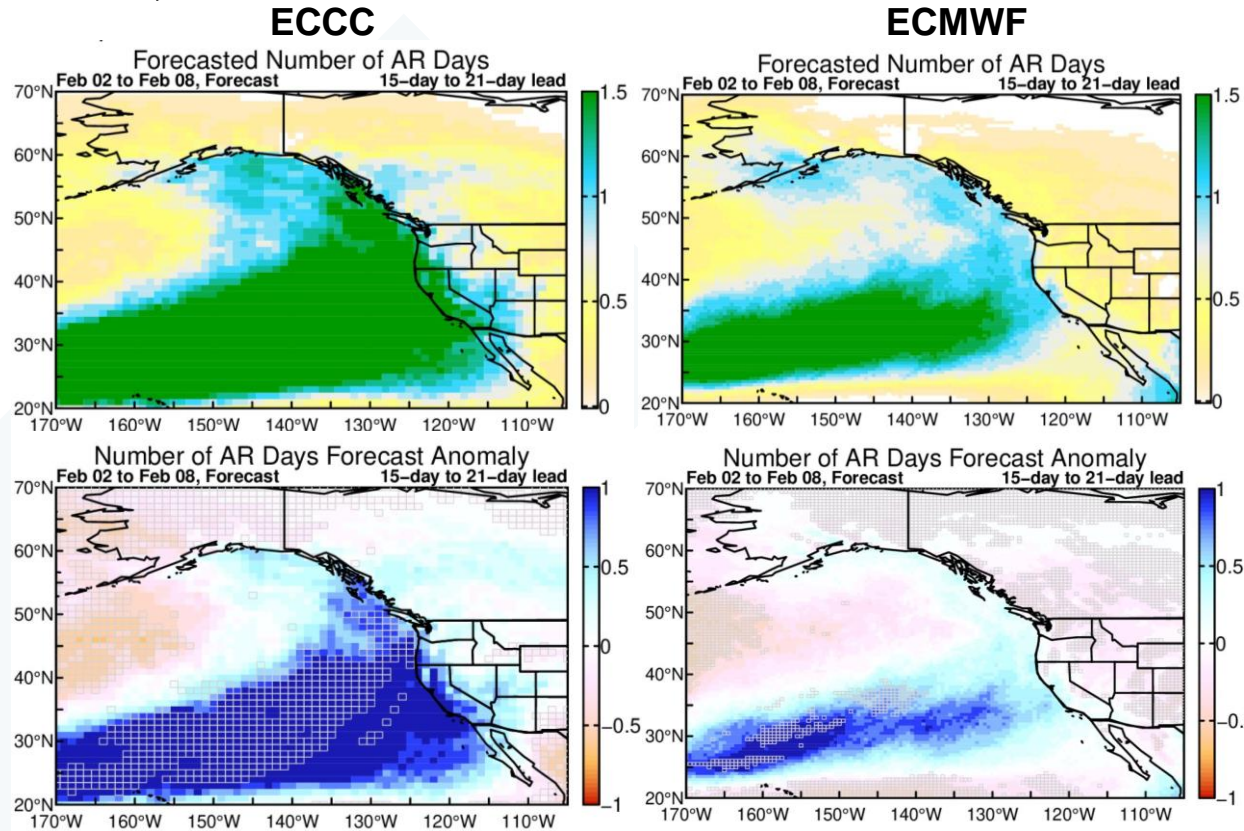 ECCC
ECMWF
Forecasted Number of AR Days
Feb 02 to Feb 08, Forecast 15-day to 21-day lead
70°N
60°N
50°N
40°N
30°N
20°N
170°W 160°W 150°W 140°W 130°W 120°W 110°W
1.5
1
0.5
0
Forecasted Number of AR Days
Feb 02 to Feb 08, Forecast 15-day to 21-day lead
70°N
60°N
50°N
40°N
30°N
20°N
170°W 160°W 150°W 140°W 130°W 120°W 110°W
1.5
1
0.5
0
Number of AR Days Forecast Anomaly
Feb 02 to Feb 08, Forecast 15-day to 21-day lead
70°N
60°N
50°N
40°N
30°N
20°N
170°W 160°W 150°W 140°W 130°W 120°W 110°W
1
0.5
0
-0.5
-1
Number of AR Days Forecast Anomaly
Feb 02 to Feb 08, Forecast 15-day to 21-day lead
70°N
60°N
50°N
40°N
30°N
20°N
170°W 160°W 150°W 140°W 130°W 120°W 110°W
1
0.5
0
-0.
-1